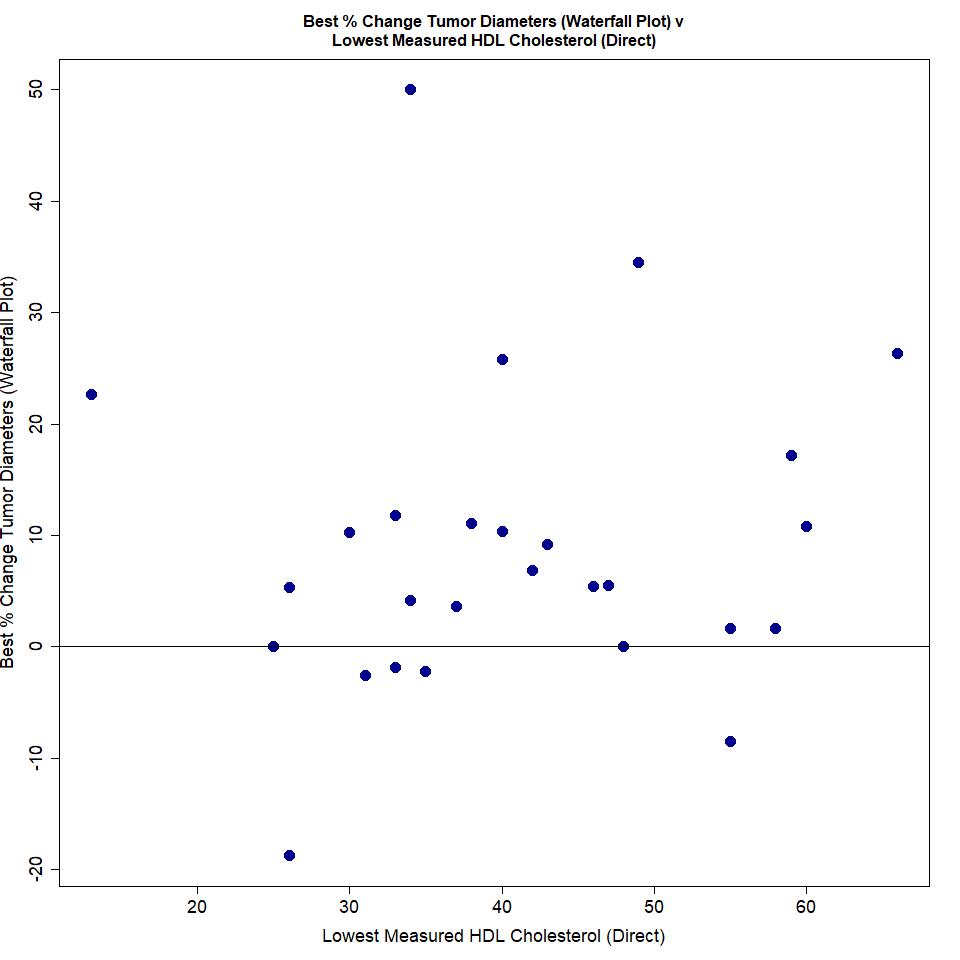 Best % Change Tumor Diameters (Waterfall Plot) v
Lowest Measured HDL Cholesterol (Direct)
Best % Change Tumor Diameters (Waterfall Plot)
50
40
30
20
10
0
-10
-20
20 30 40 50 60
Lowest Measured HDL Cholesterol (Direct)